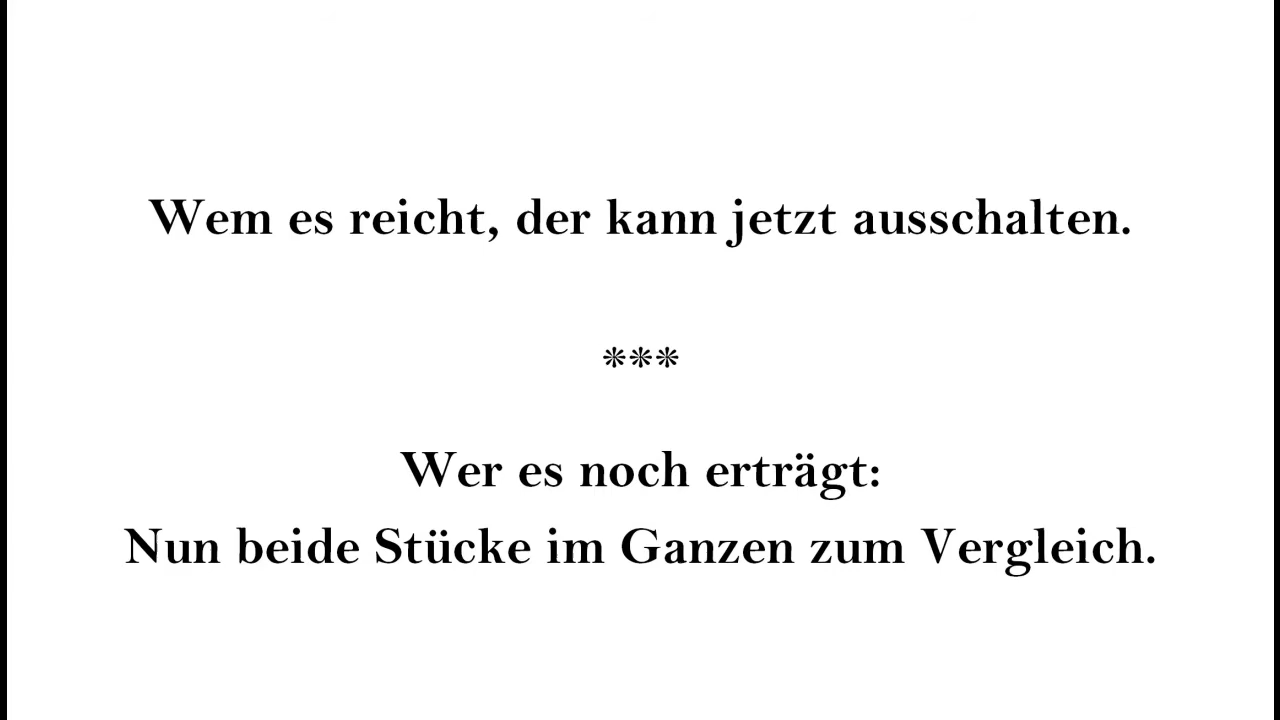 Wem es reicht, der kann jetzt ausschalten.
***
Wer es noch erträgt:
Nun beide Stücke im Ganzen zum Vergleich.